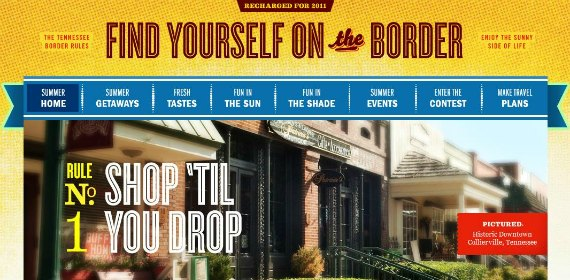 RECHARGED FOR 2011
THE TENNESSEE
BORDER RULES
FIND YOURSELF ON the BORDER
ENJOY THE SUNNY
SIDE OF LIFE
SUMMER
HOME
SUMMER
GETAWAYS
FRESH
TASTES
FUN IN
THE SUN
FUN IN
THE SHADE
SUMMER
EVENTS
ENTER THE
CONTEST
MAKE TRAVEL
PLANS
RULE
No.
1
SHOP 'TIL
YOU DROP
PICTURED:
Historic Downtown
Collierville, Tennessee